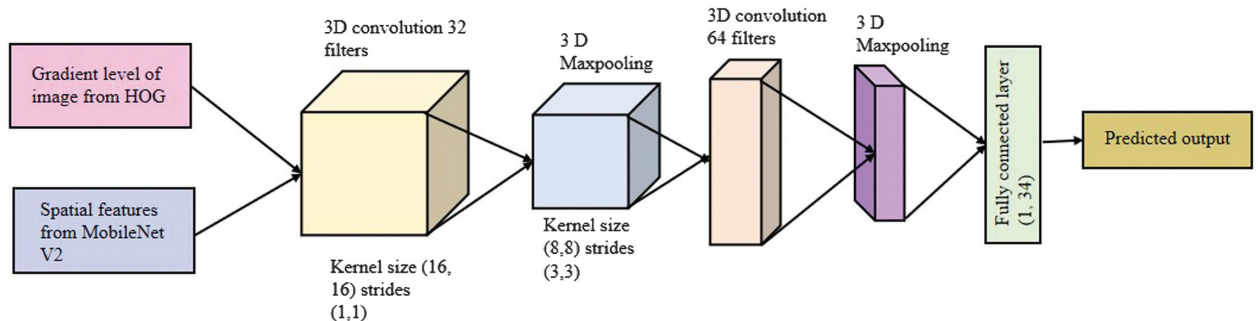 Gradient level of
image from HOG
Spatial features
from MobileNet
V2
3D convolution 32
filters
Kernel size (16,
16) strides
(1,1)
3 D
Maxpooling
Kernel size
(8,8) strides
(3,3)
3D convolution
64 filters
3 D
Maxpooling
Fully connected layer
(1, 34)
Predicted output